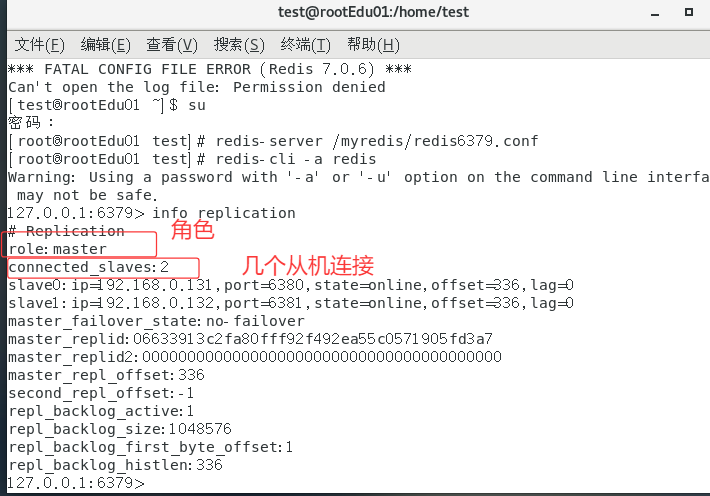 test@rootEdu01:/home/test
文件(F) 编辑(E) 查看(V) 搜索(S) 终端(T) 帮助(H)
*** FATAL CONFIG FILE ERROR (Redis 7.0.6) ***
Can't open the log file: Permission denied
[test@rootEdu01 ~]$ su
密码：
[root@rootEdu01 test]# redis-server /myredis/redis6379.conf
[root@rootEdu01 test]# redis-cli -a redis
Warning: Using a password with '-a' or '-u' option on the command line interfa
 may not be safe.
127.0.0.1:6379> info replication
# Replication
角色
role:master
connected_slaves:2
几个从机连接
slave0:ip=192.168.0.131,port=6380,state=online,offset=336,lag=0
slave1:ip=192.168.0.132,port=6381,state=online,offset=336,lag=0
master_failover_state:no-failover
master_replid:06633913c2fa80fff92f492ea55c0571905fd3a7
master_replid2:0000000000000000000000000000000000000000
master_repl_offset:336
second_repl_offset:-1
repl_backlog_active:1
repl_backlog_size:1048576
repl_backlog_first_byte_offset:1
repl_backlog_histlen:336
127.0.0.1:6379>